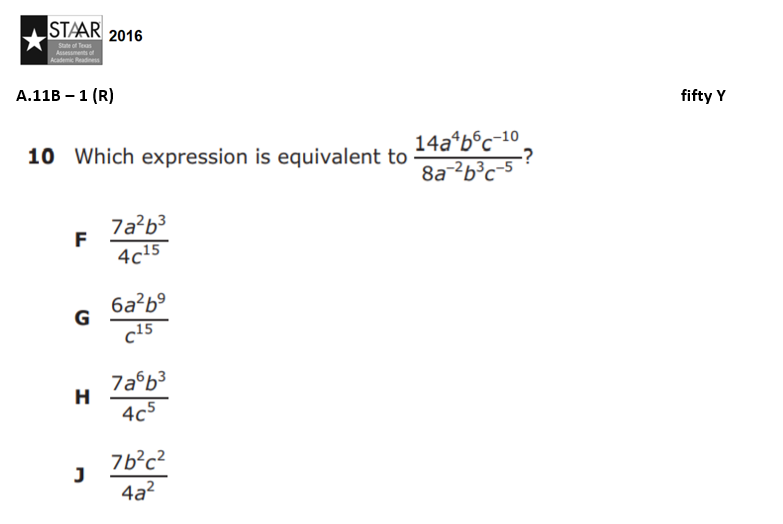 STAAR 2016
State of Texas
Assessments of
Academic Readiness
A.11B – 1 (R) fifty Y
10 Which expression is equivalent to 14a⁴b⁶c⁻¹⁰ / 8a⁻²b³c⁻⁵?
F 7a²b³ / 4c¹⁵
G 6a²b⁹ / c¹⁵
H 7a⁶b³ / 4c⁵
J 7b²c² / 4a²